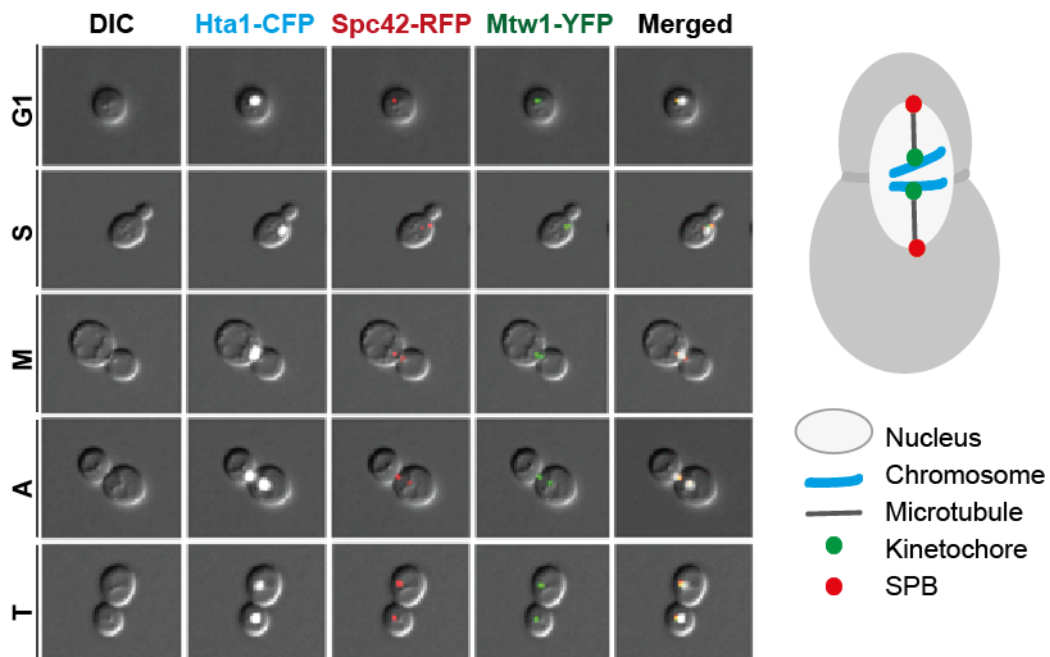 DIC Hta1-CFP Spc42-RFP Mtw1-YFP Merged
G1
S
M
A
T
Nucleus
Chromosome
Microtubule
Kinetochore
SPB